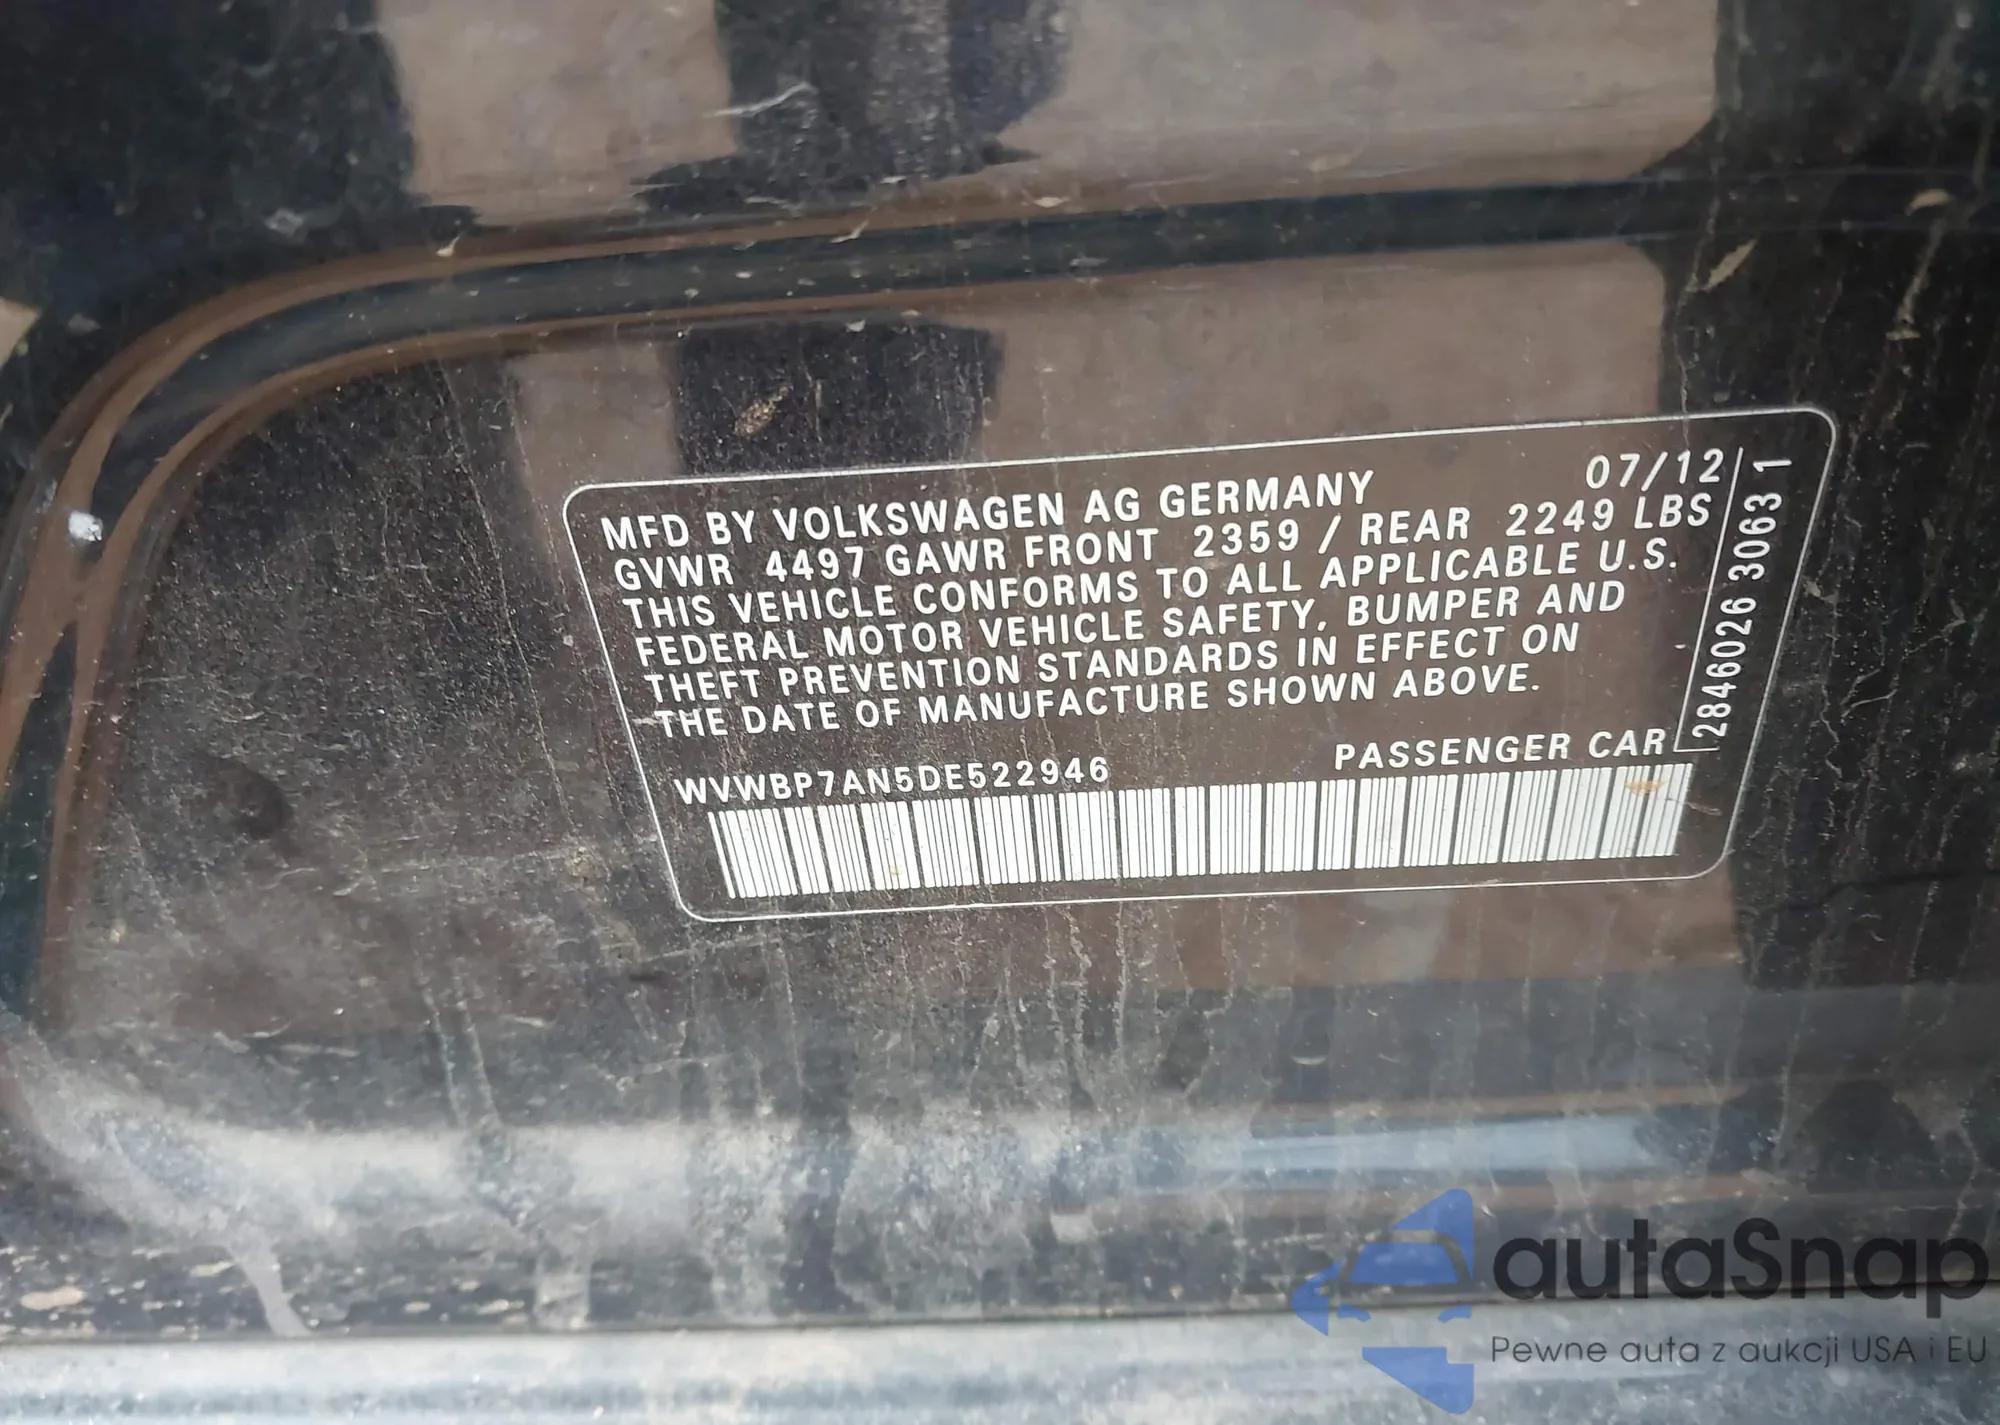 07/12
MFD BY VOLKSWAGEN AG GERMANY
GVWR 4497 GAWR FRONT 2359 / REAR 2249 LBS
THIS VEHICLE CONFORMS TO ALL APPLICABLE U.S.
FEDERAL MOTOR VEHICLE SAFETY, BUMPER AND
THEFT PREVENTION STANDARDS IN EFFECT ON
THE DATE OF MANUFACTURE SHOWN ABOVE.
WVWBP7AN5DE522946 PASSENGER CAR
2846026 3063 1
autaSnap
Pewne auta z aukcji USA i EU